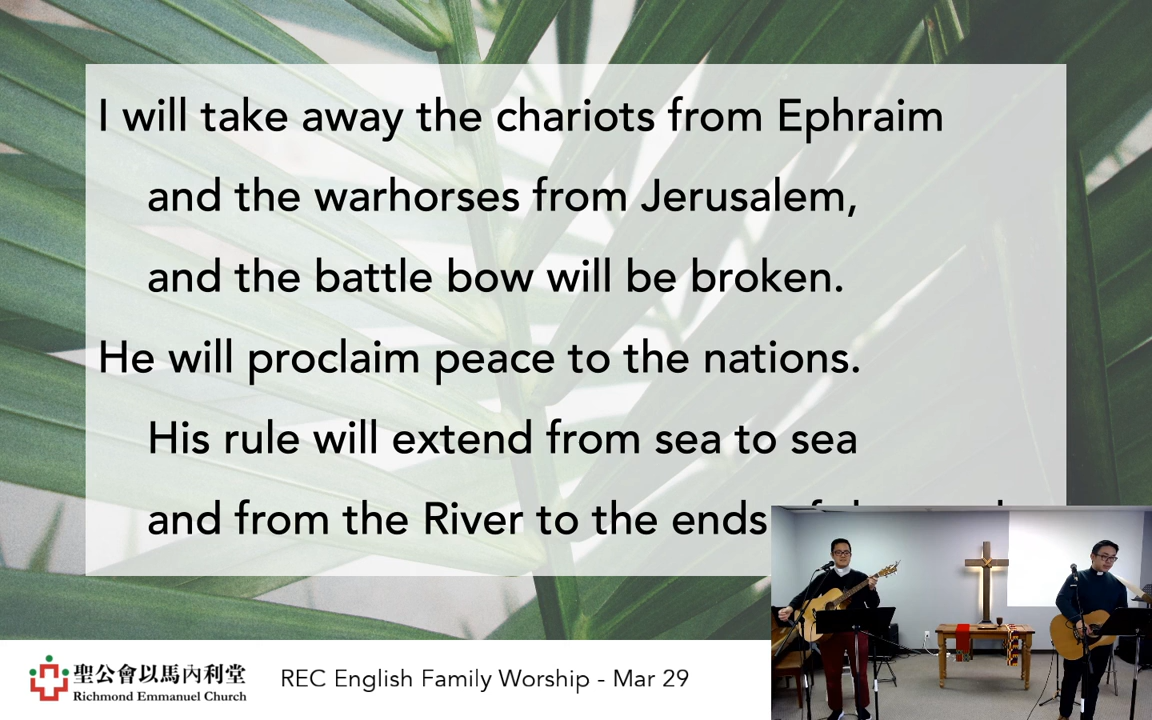 I will take away the chariots from Ephraim
and the warhorses from Jerusalem,
and the battle bow will be broken.
He will proclaim peace to the nations.
His rule will extend from sea to sea
and from the River to the ends
聖公會以馬內利堂
Richmond Emmanuel Church
REC English Family Worship - Mar 29